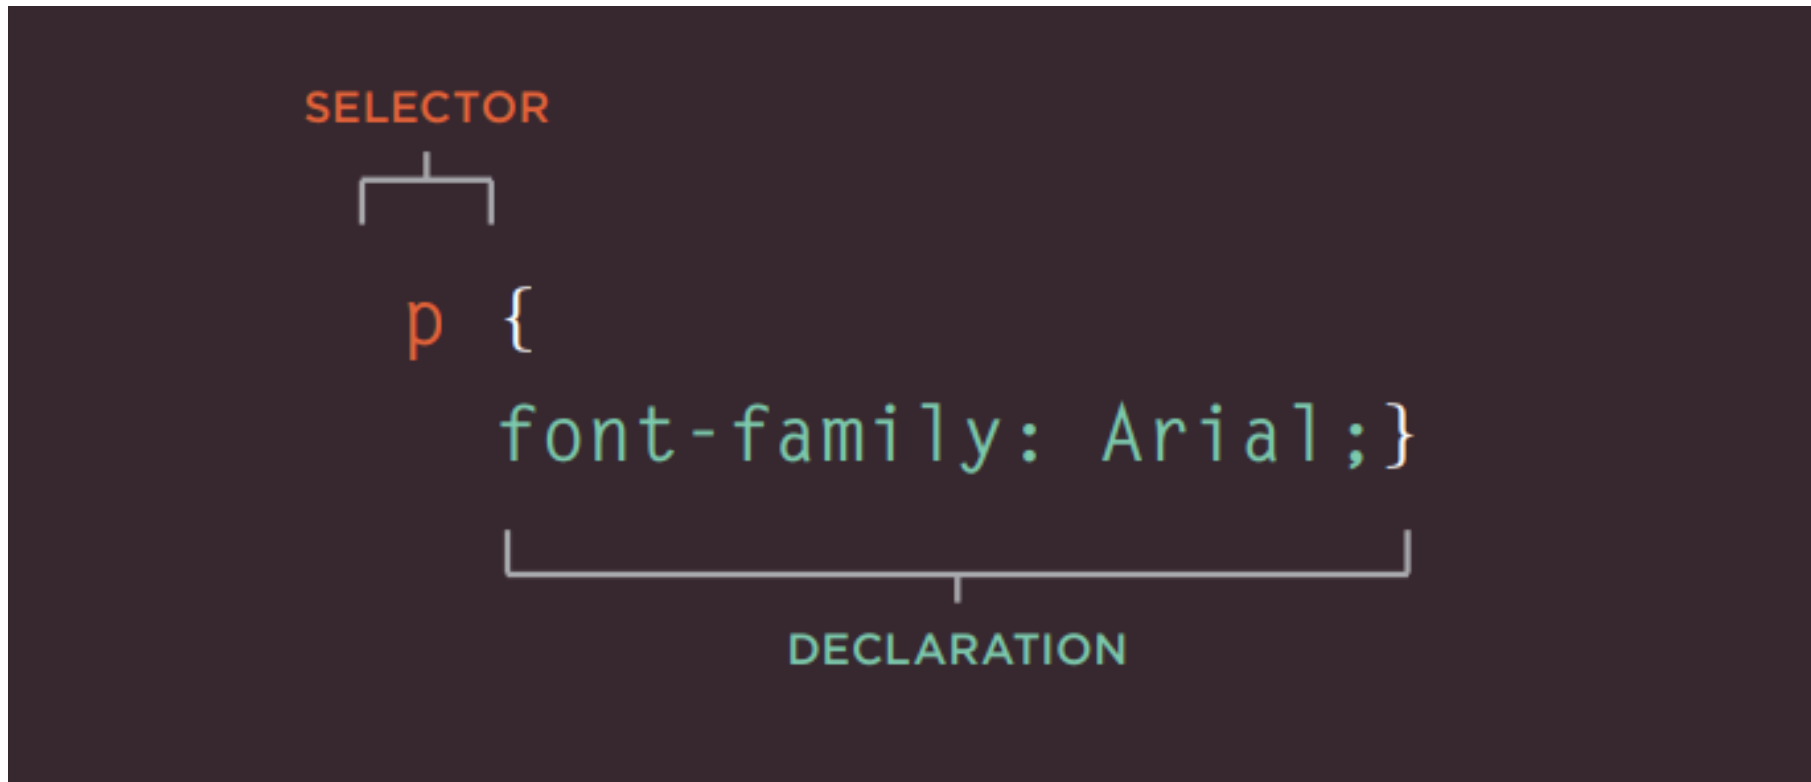 SELECTOR
p {
font-family: Arial;}
DECLARATION